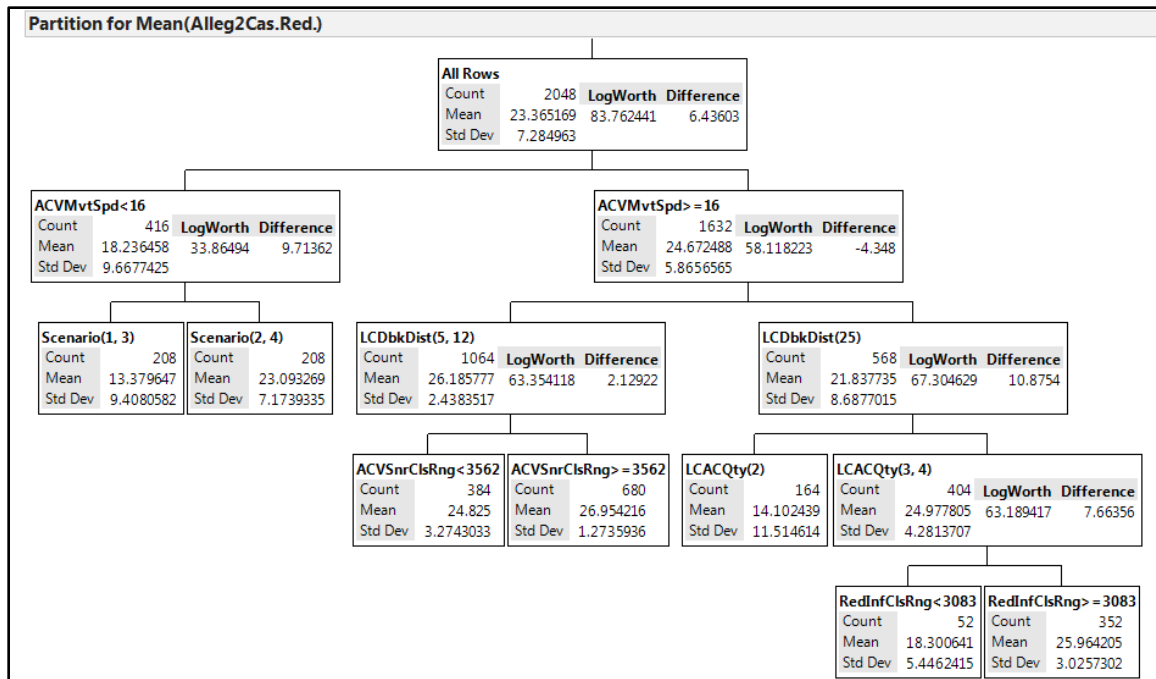 Partition for Mean(Alleg2Cas.Red.)
All Rows
Count 2048 LogWorth Difference
Mean 23.365169 83.762441 6.43603
Std Dev 7.284963
ACVMvtSpd<16
Count 416 LogWorth Difference
Mean 18.236458 33.86494 9.71362
Std Dev 9.6677425
ACVMvtSpd>=16
Count 1632 LogWorth Difference
Mean 24.672488 58.118223 -4.348
Std Dev 5.8656565
Scenario(1, 3)
Count 208
Mean 13.379647
Std Dev 9.4080582
Scenario(2, 4)
Count 208
Mean 23.093269
Std Dev 7.1739335
LCDbkDist(5, 12)
Count 1064 LogWorth Difference
Mean 26.185777 63.354118 2.12922
Std Dev 2.4383517
LCDbkDist(25)
Count 568 LogWorth Difference
Mean 21.837735 67.304629 10.8754
Std Dev 8.6877015
ACVSnrClsRng<3562
Count 384
Mean 24.825
Std Dev 3.2743033
ACVSnrClsRng>=3562
Count 680
Mean 26.954216
Std Dev 1.2735936
LCACQty(2)
Count 164
Mean 14.102439
Std Dev 11.514614
LCACQty(3, 4)
Count 404 LogWorth Difference
Mean 24.977805 63.189417 7.66356
Std Dev 4.2813707
RedInfClsRng<3083
Count 52
Mean 18.300641
Std Dev 5.4462415
RedInfClsRng>=3083
Count 352
Mean 25.964205
Std Dev 3.0257302